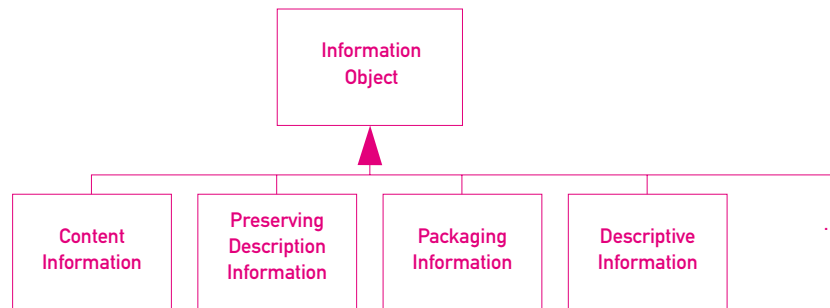 Information
Object
Content
Information
Preserving
Description
Information
Packaging
Information
Descriptive
Information
.